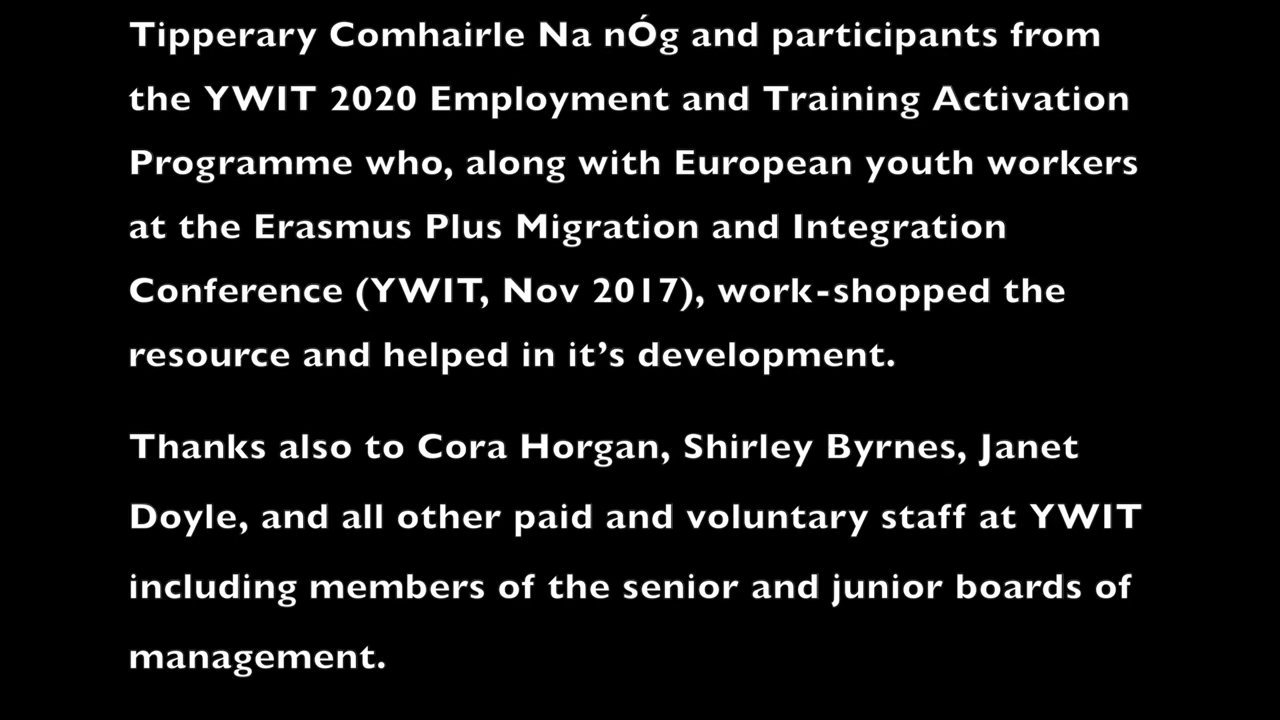 Tipperary Comhairle Na nÓg and participants from
the YWIT 2020 Employment and Training Activation
Programme who, along with European youth workers
at the Erasmus Plus Migration and Integration
Conference (YWIT, Nov 2017), work-shopped the
resource and helped in it’s development.
Thanks also to Cora Horgan, Shirley Byrnes, Janet
Doyle, and all other paid and voluntary staff at YWIT
including members of the senior and junior boards of
management.